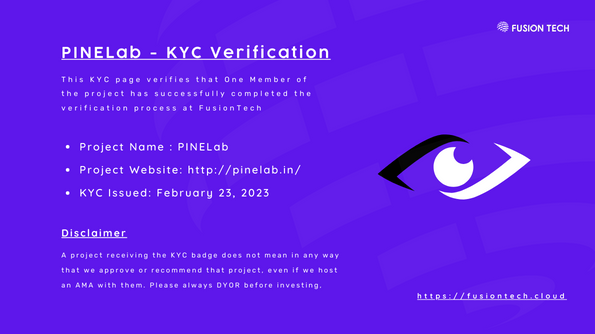 FUSION TECH
PINELab - KYC Verification
This KYC page verifies that One Member of
the project has successfully completed the
verification process at FusionTech
• Project Name : PINELab
• Project Website: http://pinelab.in/
• KYC Issued: February 23, 2023
Disclaimer
A project receiving the KYC badge does not mean in any way
that we approve or recommend that project, even if we host
an AMA with them. Please always DYOR before investing.
https://fusiontech.cloud